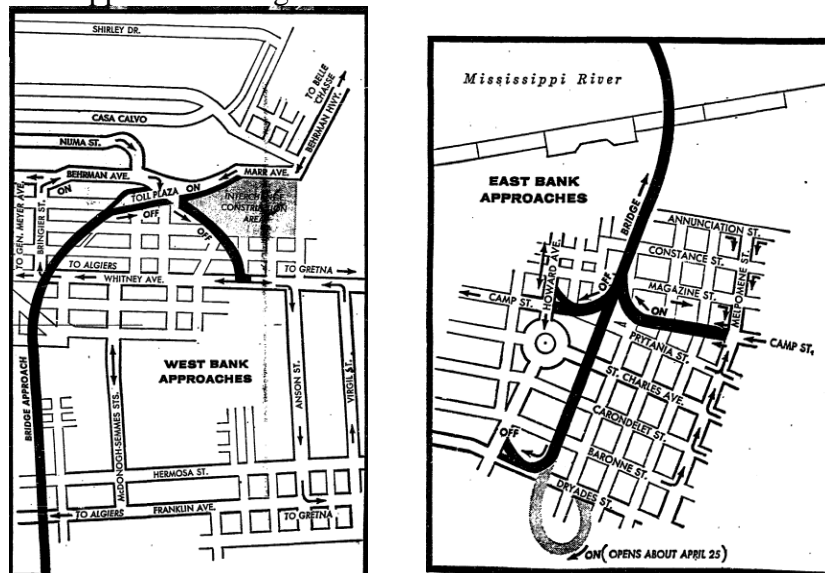 SHIRLEY DR.
TO BELLE
CHASSE
BEHRMAN HWY.
CASA CALVO
NUMA ST.
BEHRMAN AVE.
MARR AVE.
ON
TOLL PLAZA
ON
OFF
OFF
INTERCHANGE
CONSTRUCTION
AREA
TO GEN. MEYER AVE.
BRINGIER ST.
TO ALGIERS
WHITNEY AVE.
TO GRETNA
WEST BANK
APPROACHES
BRIDGE APPROACH
McDONOGH-SEMMES STS.
ANSON ST.
VIRGIL ST.
HERMOSA ST.
FRANKLIN AVE.
TO ALGIERS
TO GRETNA
Mississippi River
EAST BANK
APPROACHES
BRIDGE
ANNUNCIATION ST.
CONSTANCE ST.
MAGAZINE ST.
MELPOMENE ST.
HOWARD AVE.
OFF
ON
CAMP ST.
CAMP ST.
PRYTANIA ST.
ST. CHARLES AVE.
CARONDELET ST.
BARONNE ST.
DRYADES ST.
OFF
ON (OPENS ABOUT APRIL 25)